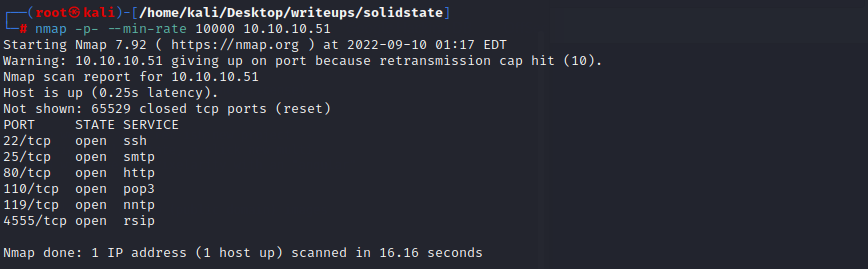 ┌──(root㉿kali)-[/home/kali/Desktop/writeups/solidstate]
└─# nmap -p- --min-rate 10000 10.10.10.51
Starting Nmap 7.92 ( https://nmap.org ) at 2022-09-10 01:17 EDT
Warning: 10.10.10.51 giving up on port because retransmission cap hit (10).
Nmap scan report for 10.10.10.51
Host is up (0.25s latency).
Not shown: 65529 closed tcp ports (reset)
PORT     STATE SERVICE
22/tcp   open  ssh
25/tcp   open  smtp
80/tcp   open  http
110/tcp  open  pop3
119/tcp  open  nntp
4555/tcp open  rsip
Nmap done: 1 IP address (1 host up) scanned in 16.16 seconds